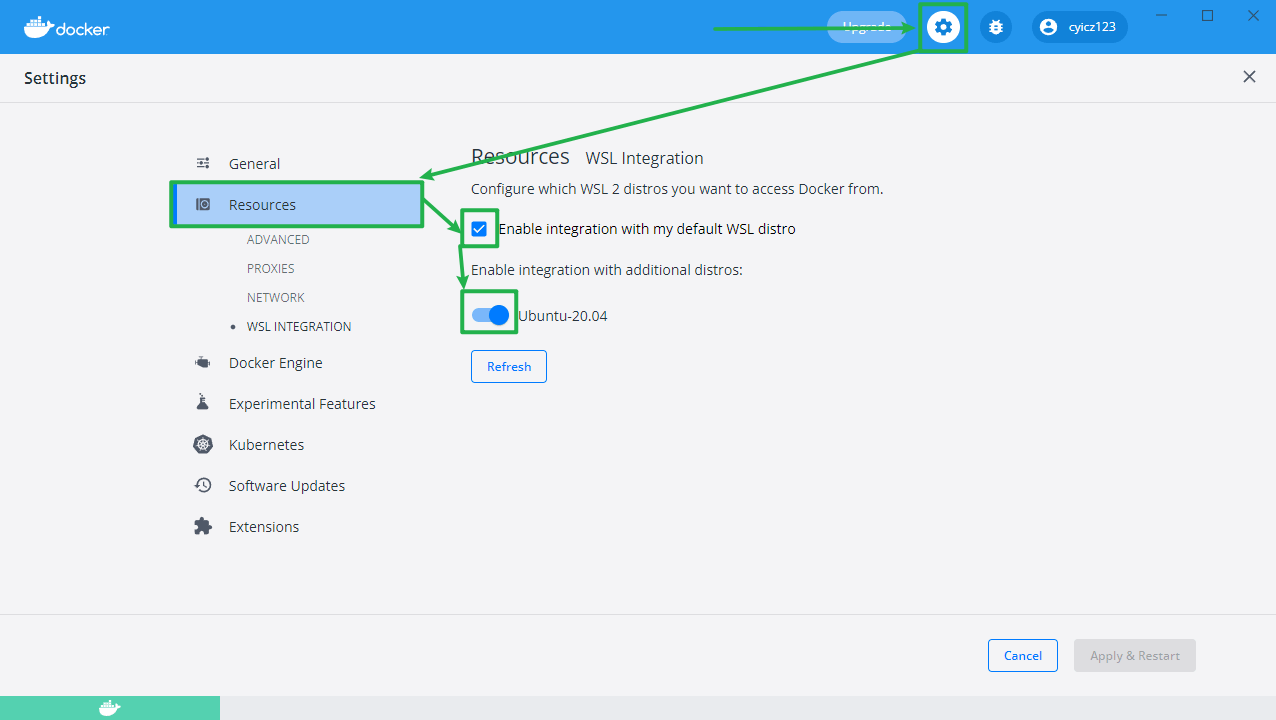 docker
Upgrade
cyicz123
Settings
General
Resources
ADVANCED
PROXIES
NETWORK
WSL INTEGRATION
Docker Engine
Experimental Features
Kubernetes
Software Updates
Extensions
Resources WSL Integration
Configure which WSL 2 distros you want to access Docker from.
Enable integration with my default WSL distro
Enable integration with additional distros:
Ubuntu-20.04
Refresh
Cancel
Apply & Restart